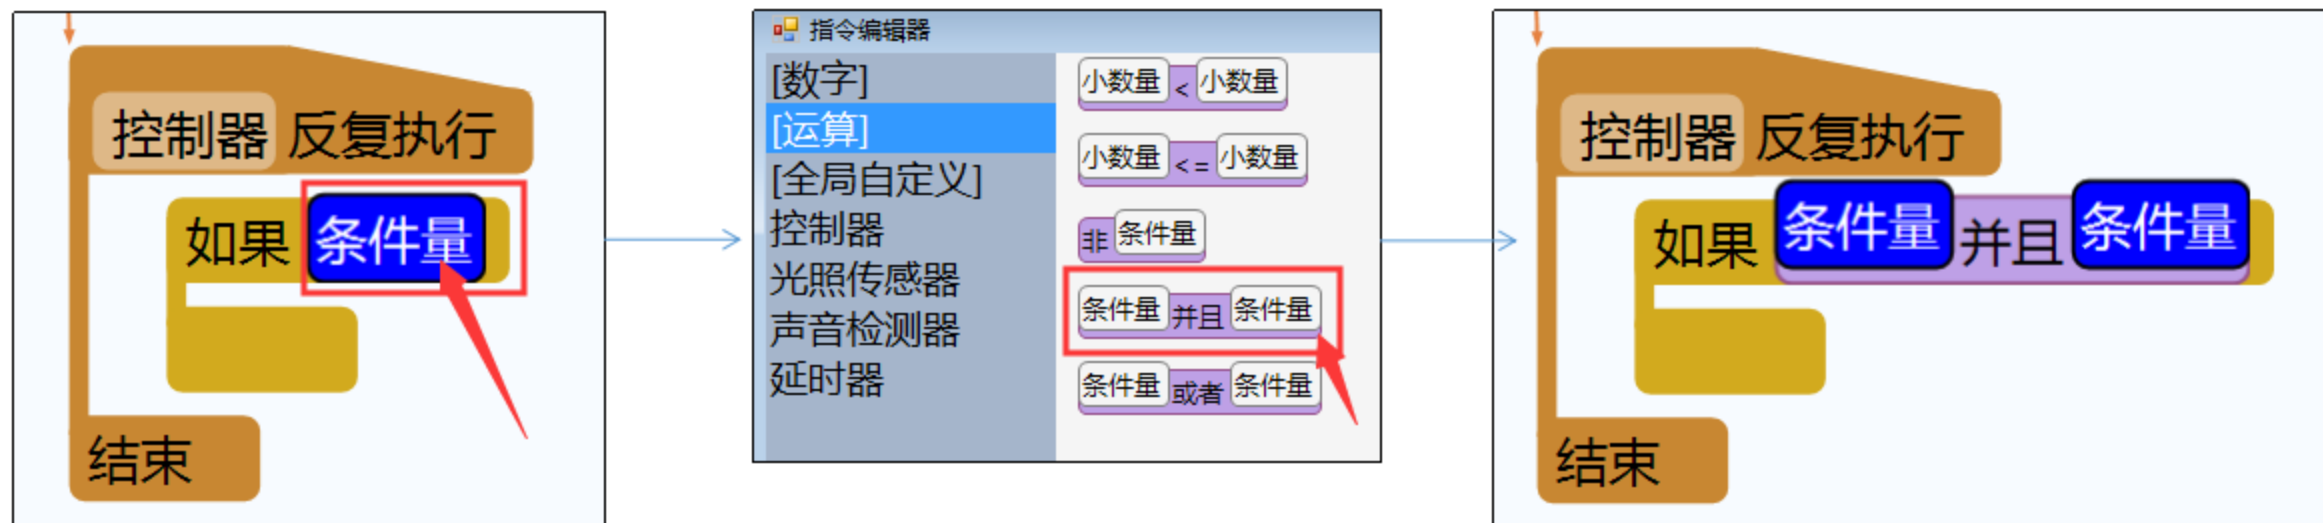 控制器 反复执行
如果 条件量
结束
指令编辑器
[数字]
[运算]
[全局自定义]
控制器
光照传感器
声音检测器
延时器
小数量 < 小数量
小数量 <= 小数量
非 条件量
条件量 并且 条件量
条件量 或者 条件量
控制器 反复执行
如果 条件量 并且 条件量
结束